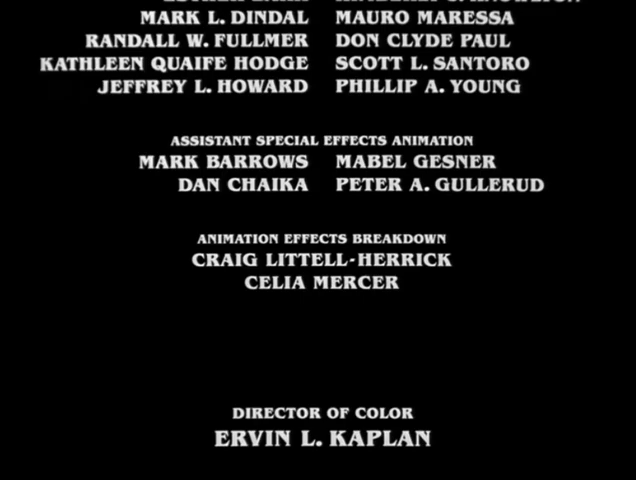 MARK L. DINDAL MAURO MARESSA
RANDALL W. FULLMER DON CLYDE PAUL
KATHLEEN QUAIFE HODGE SCOTT L. SANTORO
JEFFREY L. HOWARD PHILLIP A. YOUNG
ASSISTANT SPECIAL EFFECTS ANIMATION
MARK BARROWS MABEL GESNER
DAN CHAIKA PETER A. GULLERUD
ANIMATION EFFECTS BREAKDOWN
CRAIG LITTELL-HERRICK
CELIA MERCER
DIRECTOR OF COLOR
ERVIN L. KAPLAN